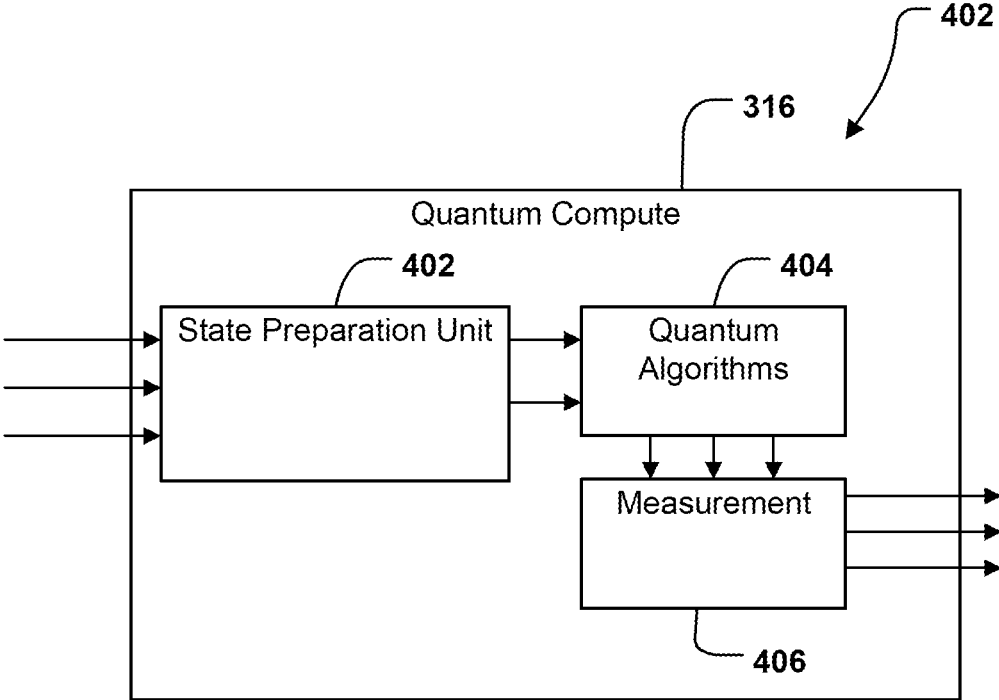 402
316
Quantum Compute
402
404
State Preparation Unit
Quantum
Algorithms
Measurement
406